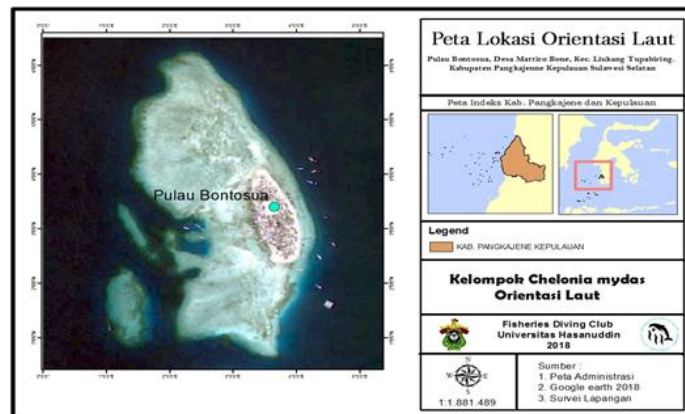 Pulau Bontosua
Peta Lokasi Orientasi Laut
Pulau Bontosua, Desa Mattiro Bone, Kec. Liukang Tupabiring.
Kabupaten Pangkajenne Kepulauan Sulawesi Selatan
Peta Indeks Kab. Pangkajene dan Kepulauan
Legend
KAB. PANGKAJENE KEPULAUAN
Kelompok Chelonia mydas
Orientasi Laut
Fisheries Diving Club
Universitas Hasanuddin
2018
N
W E
S
1:1.881.489
Sumber :
1. Peta Administrasi
2. Google earth 2018
3. Survei Lapangan